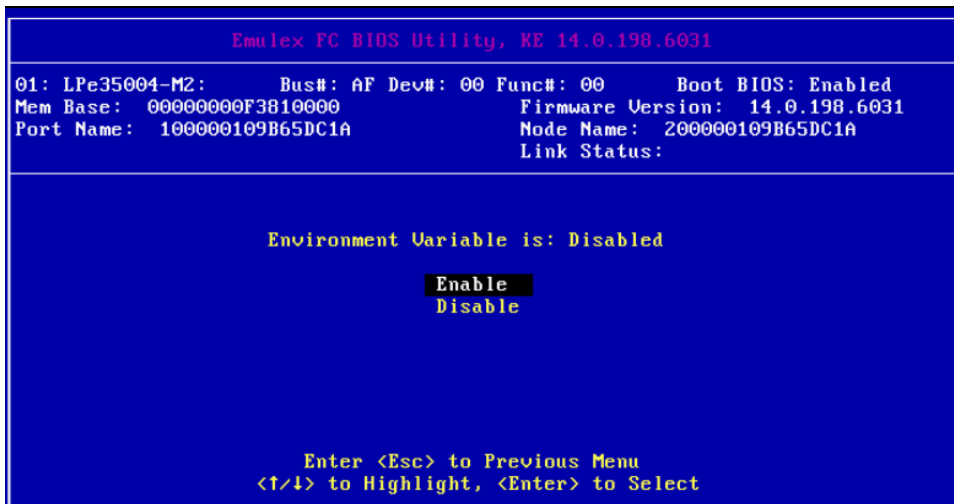 Emulex FC BIOS Utility, KE 14.0.198.6031
01: LPe35004-M2: Bus#: AF Dev#: 00 Func#: 00 Boot BIOS: Enabled
Mem Base: 00000000F3810000 Firmware Version: 14.0.198.6031
Port Name: 100000109B65DC1A Node Name: 200000109B65DC1A
Link Status:
Environment Variable is: Disabled
Enable
Disable
Enter <Esc> to Previous Menu
<↑/↓> to Highlight, <Enter> to Select